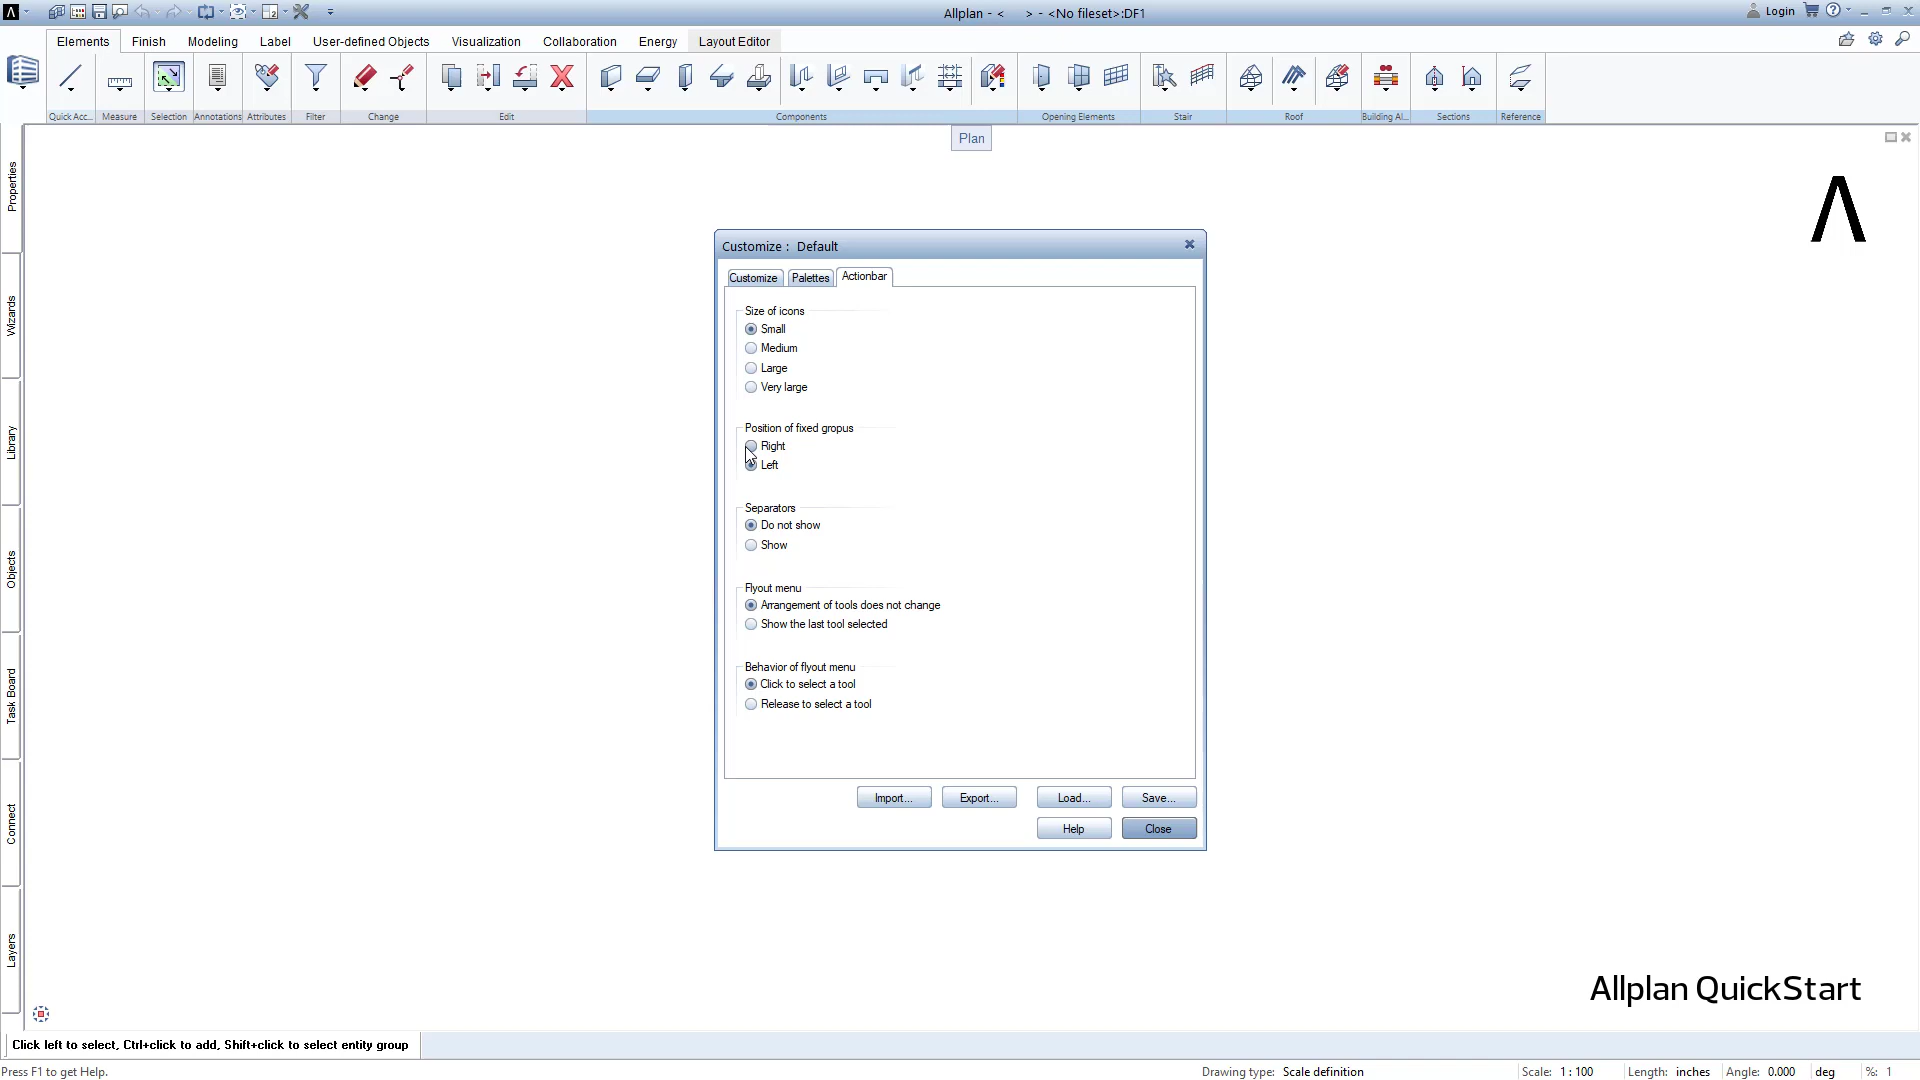 Allplan - <      > - <No fileset>:DF1
Login
Elements Finish Modeling Label User-defined Objects Visualization Collaboration Energy Layout Editor
Quick Acc... Measure Selection Annotations Attributes Filter Change Edit Components Opening Elements Stair Roof Building Al... Sections Reference
Plan
Properties
Wizards
Library
Objects
Task Board
Connect
Layers
Customize : Default
Customize Palettes Actionbar
Size of icons
Small
Medium
Large
Very large
Position of fixed gropus
Right
Left
Separators
Do not show
Show
Flyout menu
Arrangement of tools does not change
Show the last tool selected
Behavior of flyout menu
Click to select a tool
Release to select a tool
Import... Export... Load... Save...
Help Close
Allplan QuickStart
Click left to select, Ctrl+click to add, Shift+click to select entity group
Press F1 to get Help.
Drawing type: Scale definition Scale: 1 : 100 Length: inches Angle: 0.000 deg %: 1